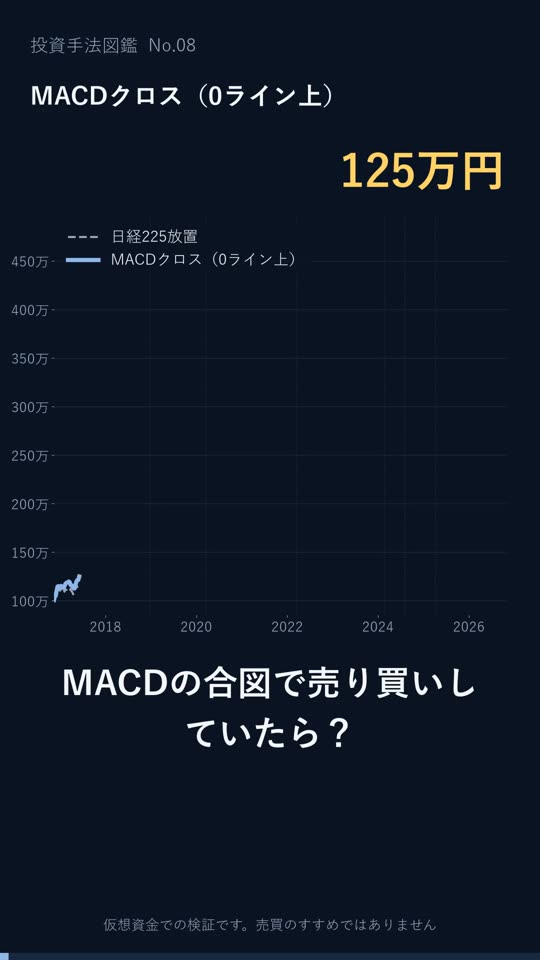 投資手法図鑑 No.08
MACDクロス（0ライン上）
125万円
日経225放置
MACDクロス（0ライン上）
450万
400万
350万
300万
250万
200万
150万
100万
2018 2020 2022 2024 2026
MACDの合図で売り買いし
ていたら？
仮想資金での検証です。売買のすすめではありません